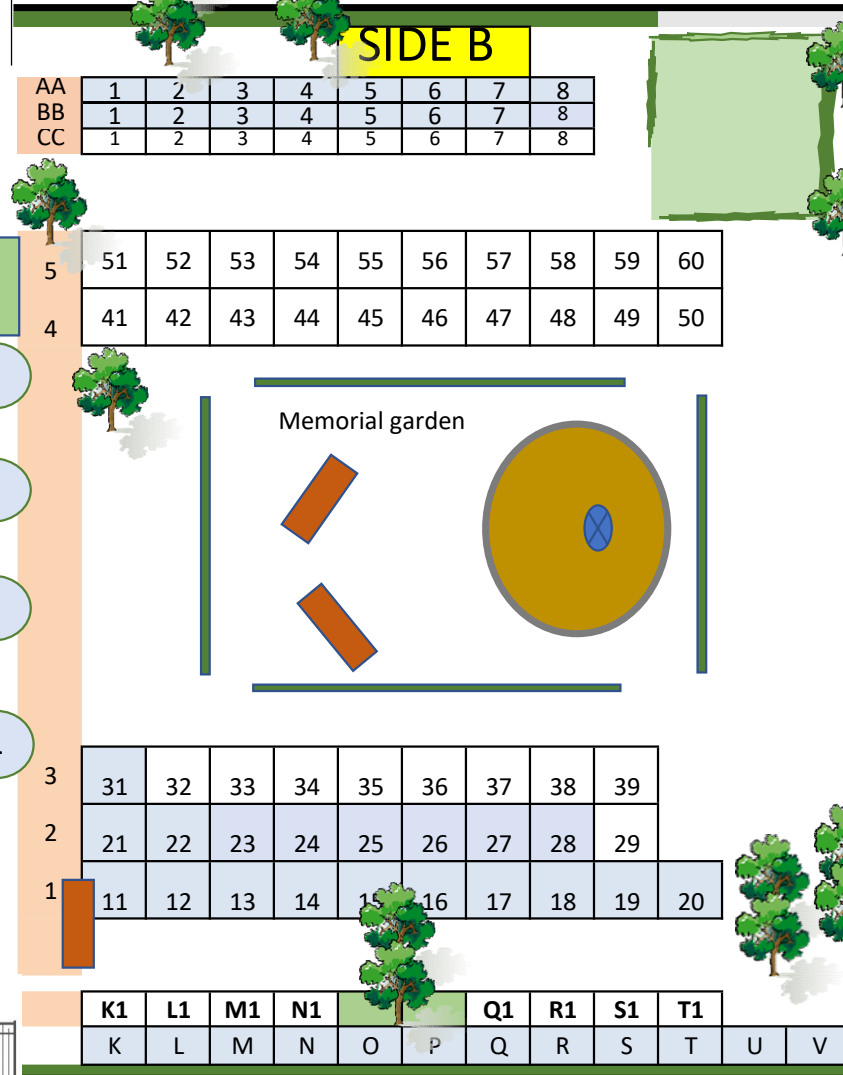 SIDE B
AA 1 2 3 4 5 6 7 8
BB 1 2 3 4 5 6 7 8
CC 1 2 3 4 5 6 7 8
5 51 52 53 54 55 56 57 58 59 60
4 41 42 43 44 45 46 47 48 49 50
Memorial garden
3 31 32 33 34 35 36 37 38 39
2 21 22 23 24 25 26 27 28 29
1 11 12 13 14 15 16 17 18 19 20
K1 L1 M1 N1 Q1 R1 S1 T1
K L M N O P Q R S T U V